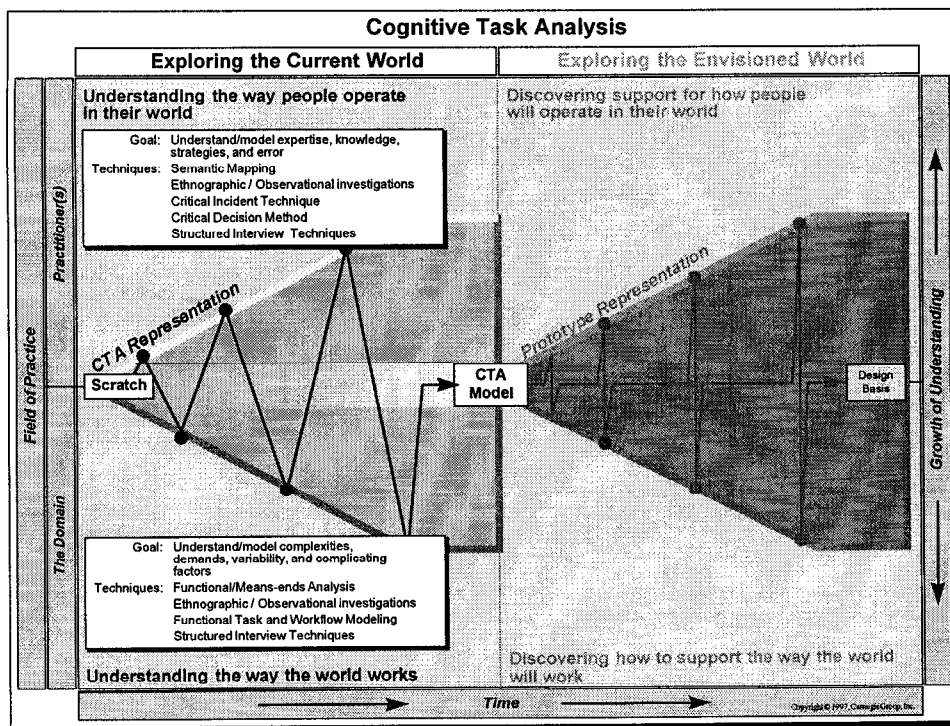 Cognitive Task Analysis
Exploring the Current World
Exploring the Envisioned World
Understanding the way people operate
in their world
Discovering support for how people
will operate in their world
Goal: Understand/model expertise, knowledge,
strategies, and error
Techniques: Semantic Mapping
Ethnographic / Observational investigations
Critical Incident Technique
Critical Decision Method
Structured Interview Techniques
Field of Practice
Practitioner(s)
The Domain
CTA Representation
Scratch
CTA
Model
Prototype Representation
Design
Basis
Growth of Understanding
Goal: Understand/model complexities,
demands, variability, and complicating
factors
Techniques: Functional/Means-ends Analysis
Ethnographic / Observational investigations
Functional Task and Workflow Modeling
Structured Interview Techniques
Understanding the way the world works
Discovering how to support the way the world
will work
Time
Copyright © 1997, Carnegie Group, Inc.